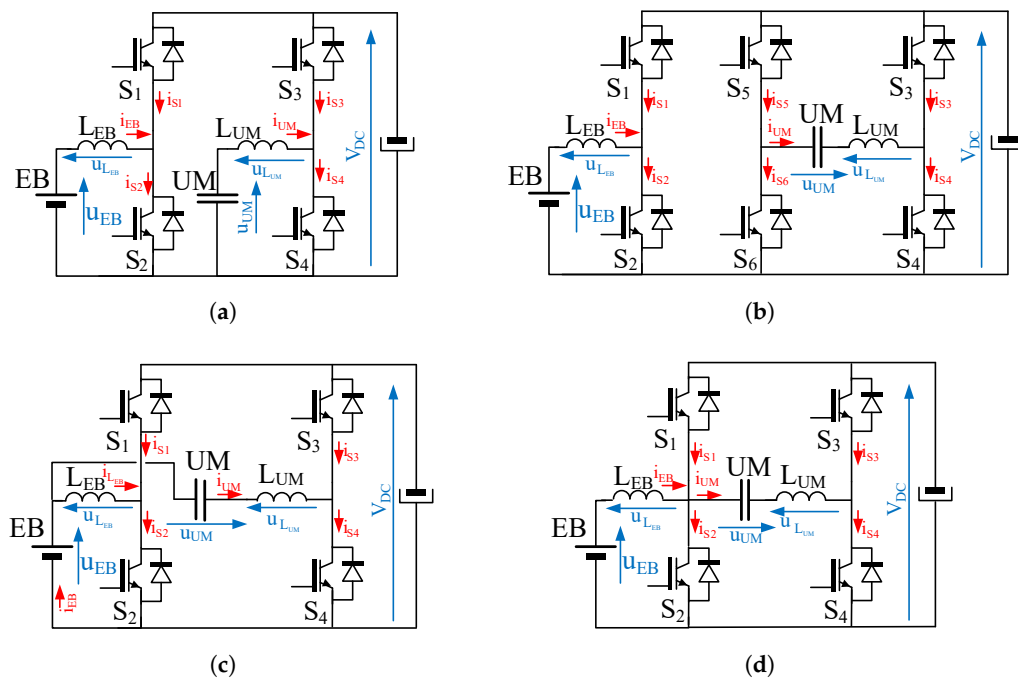 S1 S3
iS1 iS3
iEB LEB iUM LUM
uLEB uLUM
iS2 iS4
EB UM
uEB uUM
VDC
S2 S4
(a)
S1 S5 S3
iS1 iS5 iS3
UM
iEB LEB iUM LUM
uLEB uUM uLUM
iS2 iS6 iS4
EB
uEB
VDC
S2 S6 S4
(b)
S1 S3
iS1 iS3
UM
LEB iLEB iUM LUM
uLEB uUM uLUM
iS2 iS4
EB
uEB
VDC
iEB
S2 S4
(c)
S1 S3
iS1 iS3
UM
LEB iEB iUM LUM
uLEB uUM uLUM
iS2 iS4
EB
uEB
VDC
S2 S4
(d)